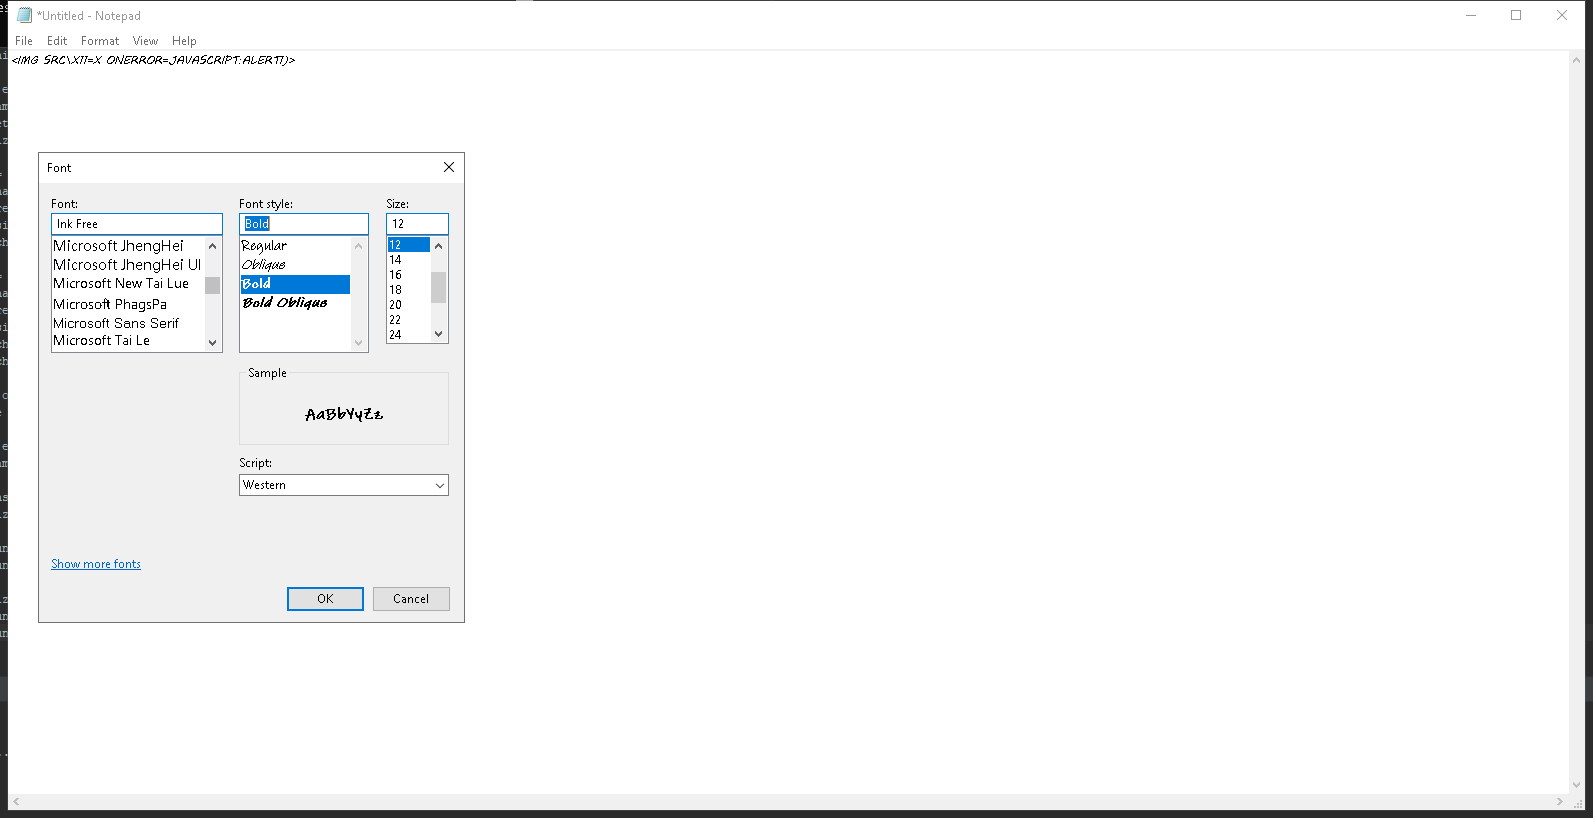 *Untitled - Notepad
File Edit Format View Help
<IMG SRC\X11=X ONERROR=JAVASCRIPT:ALERT1)>
Font
Font: Font style: Size:
Ink Free Bold 12
Microsoft JhengHei Regular 12
Microsoft JhengHei UI Oblique 14
Microsoft New Tai Lue Bold 16
Microsoft PhagsPa Bold Oblique 18
Microsoft Sans Serif 20
Microsoft Tai Le 22
24
Sample
AaBbYyZz
Script:
Western
Show more fonts
OK Cancel